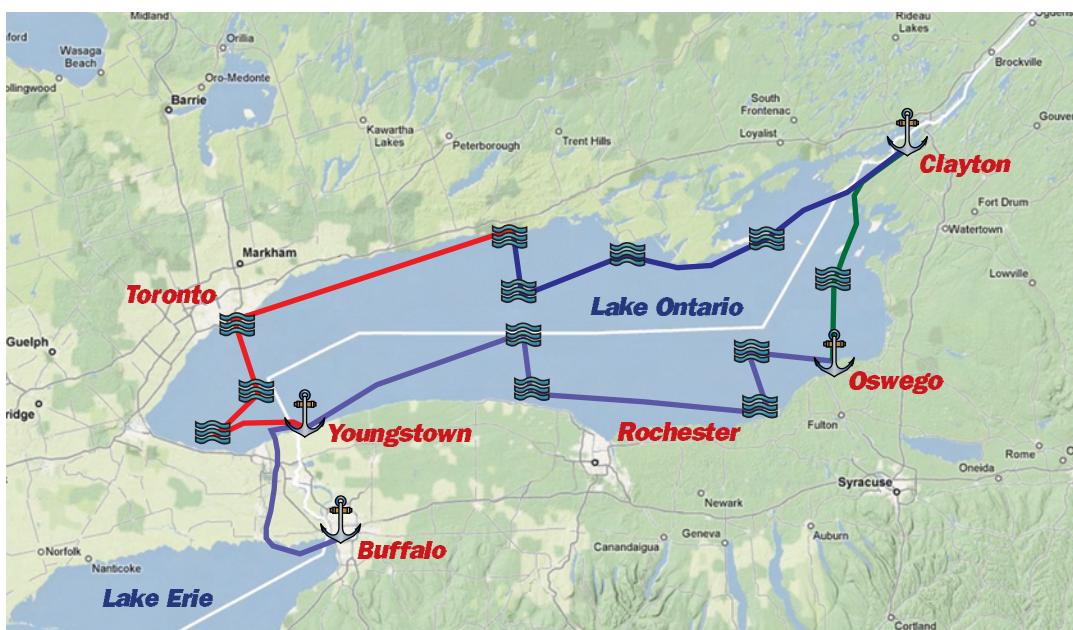 Midland
Orillia
Rideau
Lakes
Wasaga
Beach
Oro-Medonte
Brockville
Barrie
South
Frontenac
Kawartha
Lakes
Peterborough
Trent Hills
Loyalist
Clayton
Fort Drum
Watertown
Markham
Lowville
Toronto
Lake Ontario
Guelph
Oswego
Youngstown
Rochester
Fulton
Rome
Oneida
Syracuse
Newark
Buffalo
Canandaigua
Geneva
Auburn
Norfolk
Nanticoke
Lake Erie
Cortland